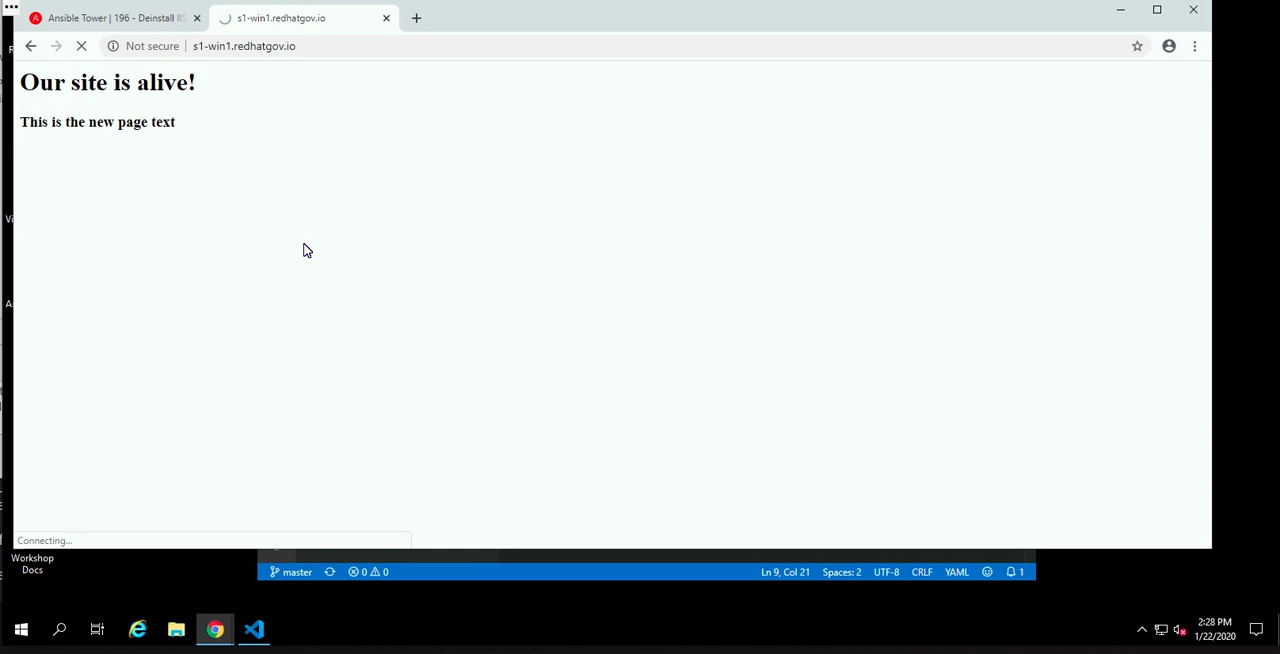 Ansible Tower | 196 - Deinstall IIS
s1-win1.redhatgov.io
Not secure
s1-win1.redhatgov.io
Our site is alive!
This is the new page text
Connecting...
Workshop
Docs
master
0
0
Ln 9, Col 21
Spaces: 2
UTF-8
CRLF
YAML
1
2:28 PM
1/22/2020